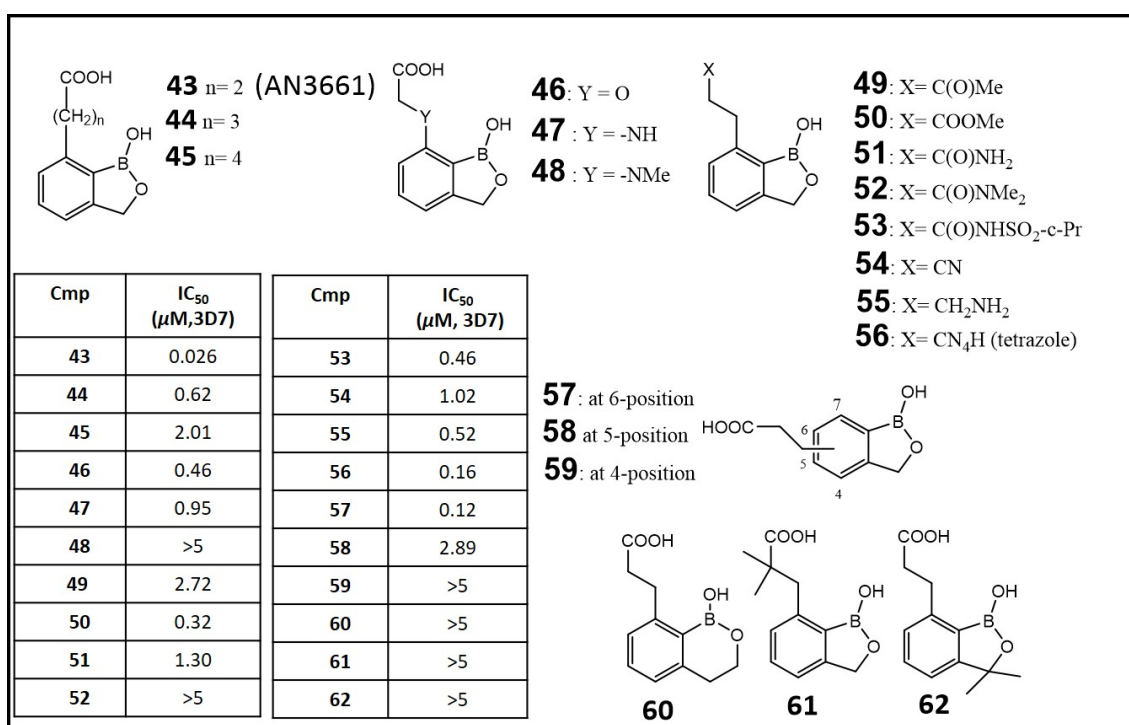 COOH
(CH2)n
OH
B
O
43 n= 2 (AN3661)
44 n= 3
45 n= 4
COOH
Y
OH
B
O
46: Y = O
47 : Y = -NH
48 : Y = -NMe
X
OH
B
O
49: X= C(O)Me
50: X= COOMe
51: X= C(O)NH2
52: X= C(O)NMe2
53: X= C(O)NHSO2-c-Pr
54: X= CN
55: X= CH2NH2
56: X= CN4H (tetrazole)
Cmp IC50 (µM,3D7)
43 0.026
44 0.62
45 2.01
46 0.46
47 0.95
48 >5
49 2.72
50 0.32
51 1.30
52 >5
Cmp IC50 (µM, 3D7)
53 0.46
54 1.02
55 0.52
56 0.16
57 0.12
58 2.89
59 >5
60 >5
61 >5
62 >5
57: at 6-position
58 at 5-position
59: at 4-position
HOOC
7
6
5
4
OH
B
O
COOH
OH
B
O
60
COOH
OH
B
O
61
COOH
OH
B
O
62